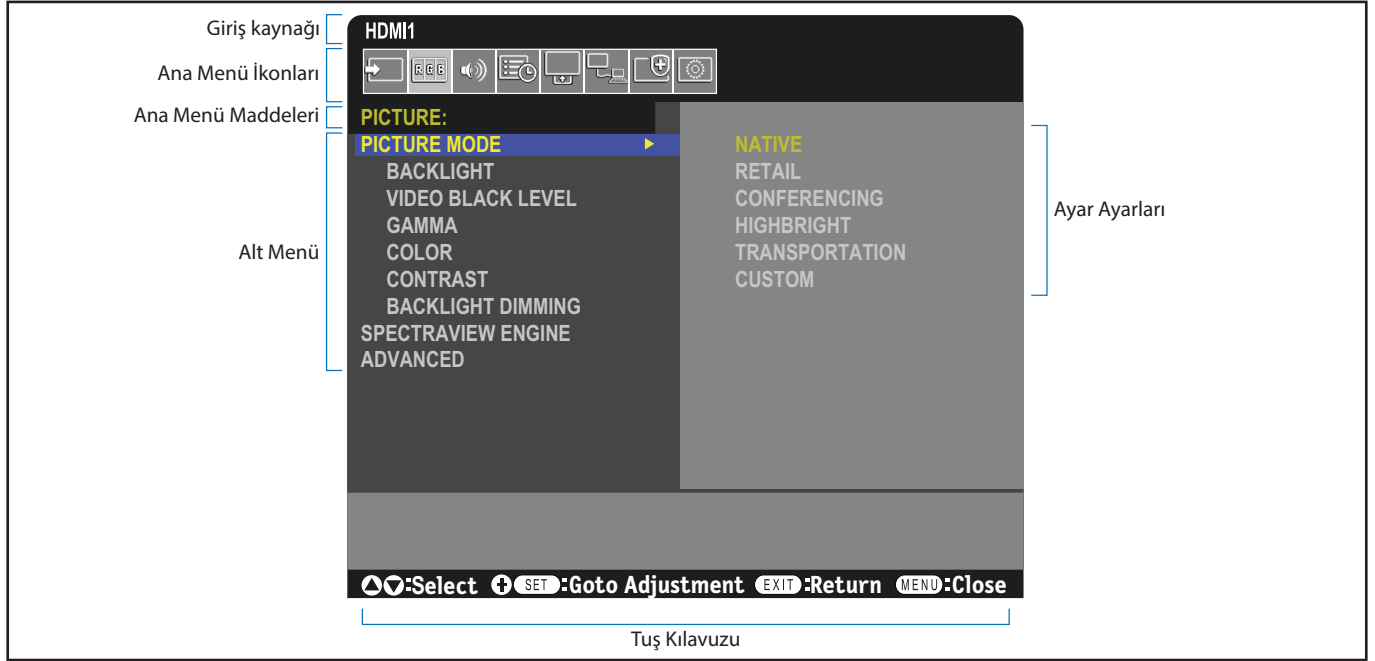 Giriş kaynağı
HDMI1
Ana Menü İkonları
RGB
Ana Menü Maddeleri
PICTURE:
PICTURE MODE
BACKLIGHT
VIDEO BLACK LEVEL
GAMMA
COLOR
CONTRAST
BACKLIGHT DIMMING
SPECTRAVIEW ENGINE
ADVANCED
Alt Menü
NATIVE
RETAIL
CONFERENCING
HIGHBRIGHT
TRANSPORTATION
CUSTOM
Ayar Ayarları
:Select SET :Goto Adjustment EXIT :Return MENU :Close
Tuş Kılavuzu